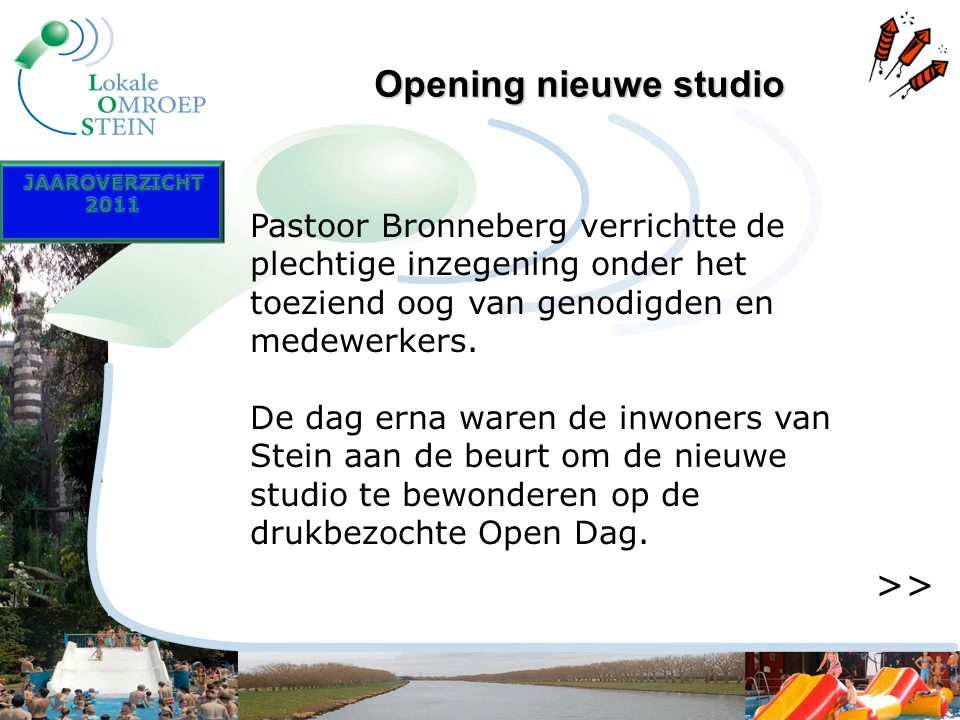 Lokale
OMROEP
STEIN
Opening nieuwe studio
JAAROVERZICHT
2011
Pastoor Bronneberg verrichtte de
plechtige inzegening onder het
toeziend oog van genodigden en
medewerkers.
De dag erna waren de inwoners van
Stein aan de beurt om de nieuwe
studio te bewonderen op de
drukbezochte Open Dag.
>>